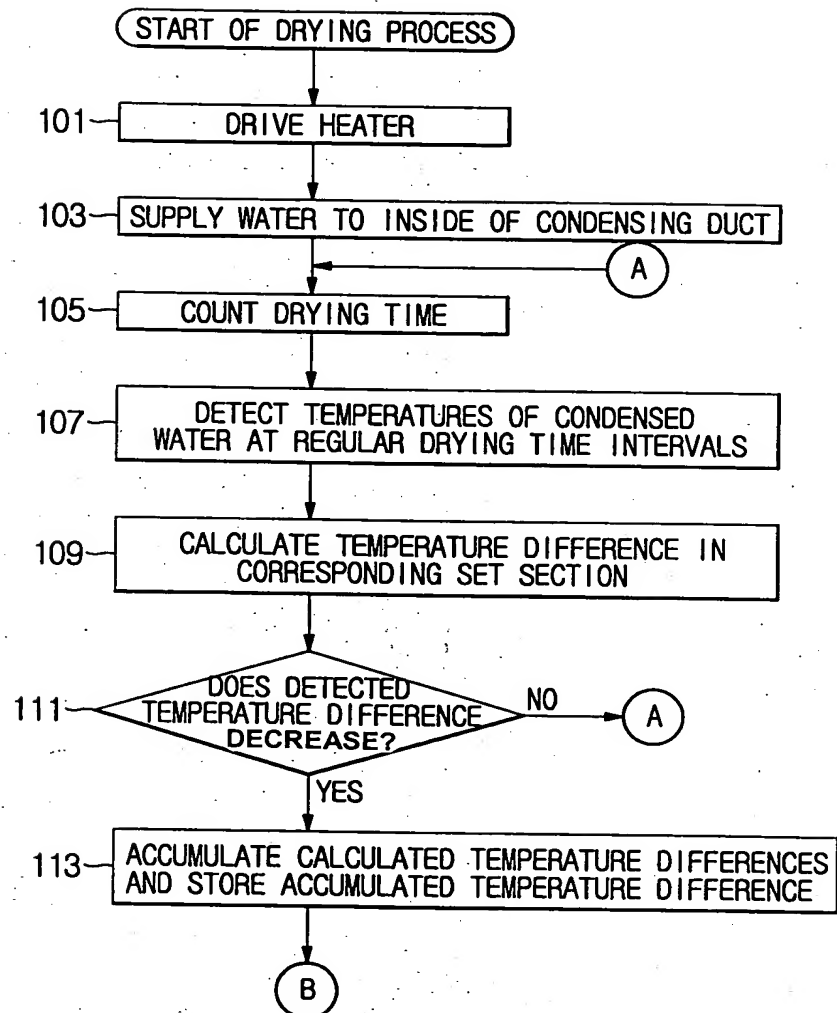 START OF DRYING PROCESS
101
DRIVE HEATER
103
SUPPLY WATER TO INSIDE OF CONDENSING DUCT
A
105
COUNT DRYING TIME
107
DETECT TEMPERATURES OF CONDENSED
WATER AT REGULAR DRYING TIME INTERVALS
109
CALCULATE TEMPERATURE DIFFERENCE IN
CORRESPONDING SET SECTION
111
DOES DETECTED
TEMPERATURE DIFFERENCE
DECREASE?
NO
A
YES
113
ACCUMULATE CALCULATED TEMPERATURE DIFFERENCES
AND STORE ACCUMULATED TEMPERATURE DIFFERENCE
B